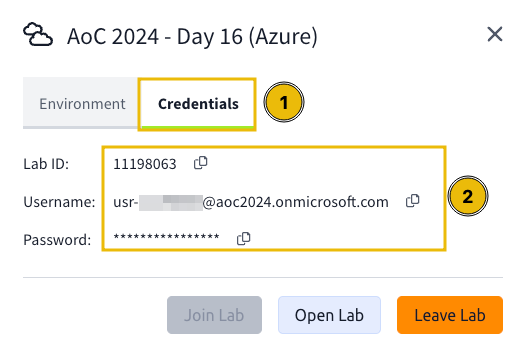 AoC 2024 - Day 16 (Azure)
Environment
Credentials
1
Lab ID: 11198063
Username: usr-@aoc2024.onmicrosoft.com
2
Password: ****************
Join Lab
Open Lab
Leave Lab